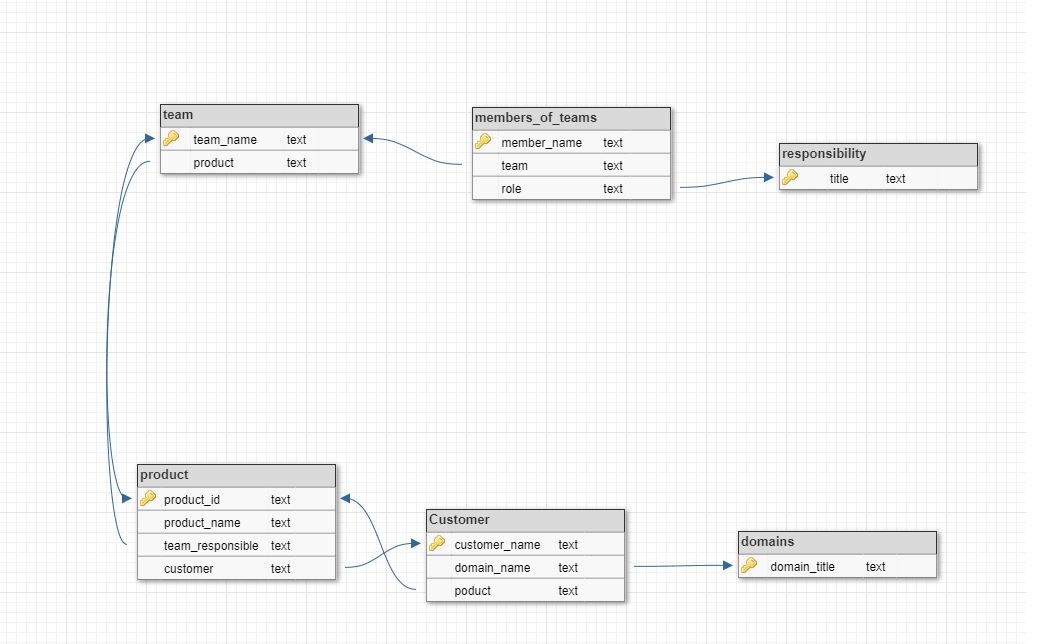 team
team_name text
product text
members_of_teams
member_name text
team text
role text
responsibility
title text
product
product_id text
product_name text
team_responsible text
customer text
Customer
customer_name text
domain_name text
poduct text
domains
domain_title text